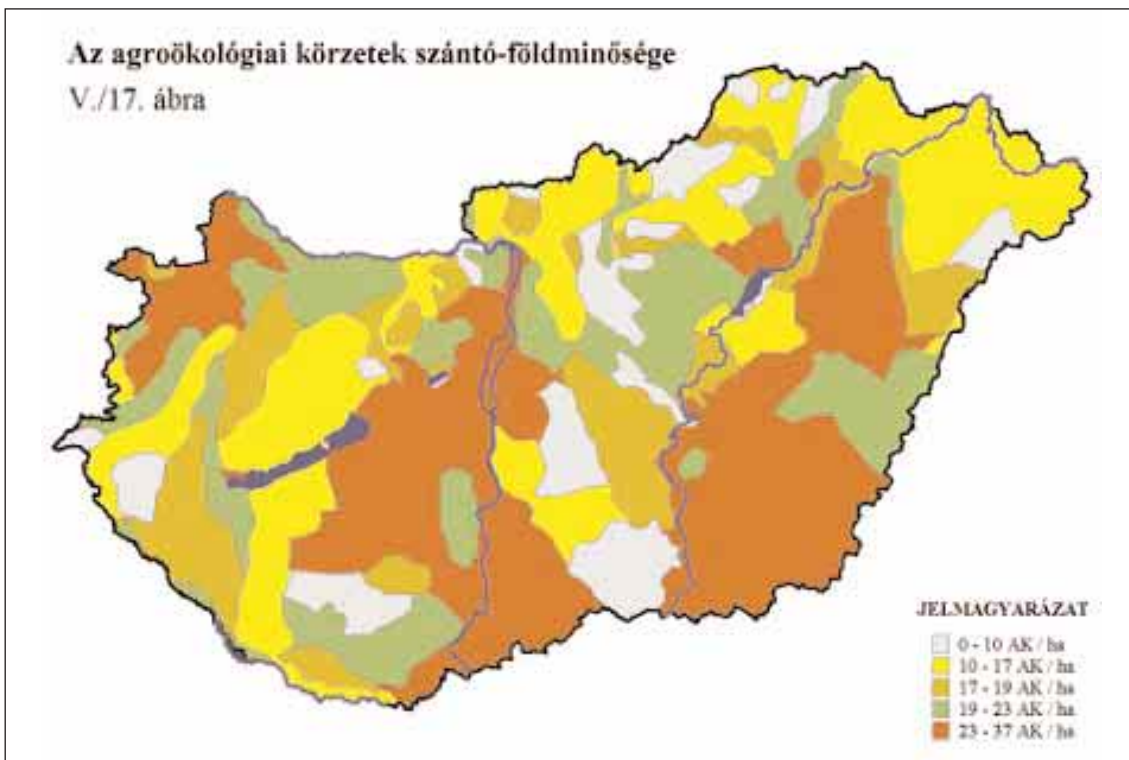 Az agroökológiai körzetek szántó-földminősége
V./17. ábra
JELMAGYARÁZAT
0 - 10 AK / ha
10 - 17 AK / ha
17 - 19 AK / ha
19 - 23 AK / ha
23 - 37 AK / ha